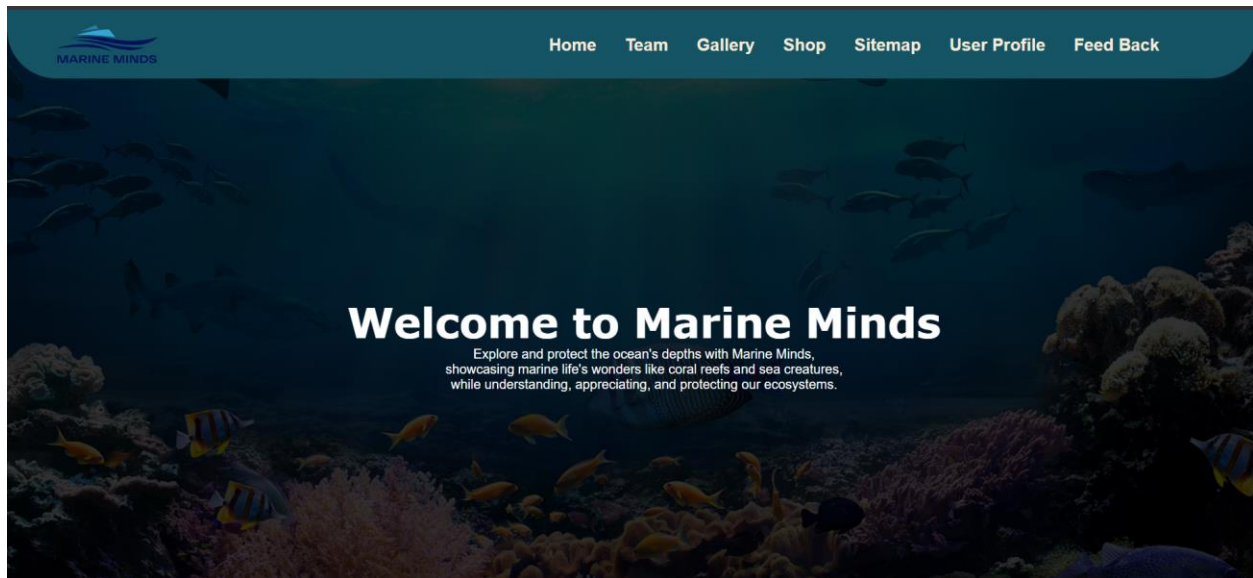 MARINE MINDS
Home Team Gallery Shop Sitemap User Profile Feed Back
Welcome to Marine Minds
Explore and protect the ocean's depths with Marine Minds,
showcasing marine life's wonders like coral reefs and sea creatures,
while understanding, appreciating, and protecting our ecosystems.